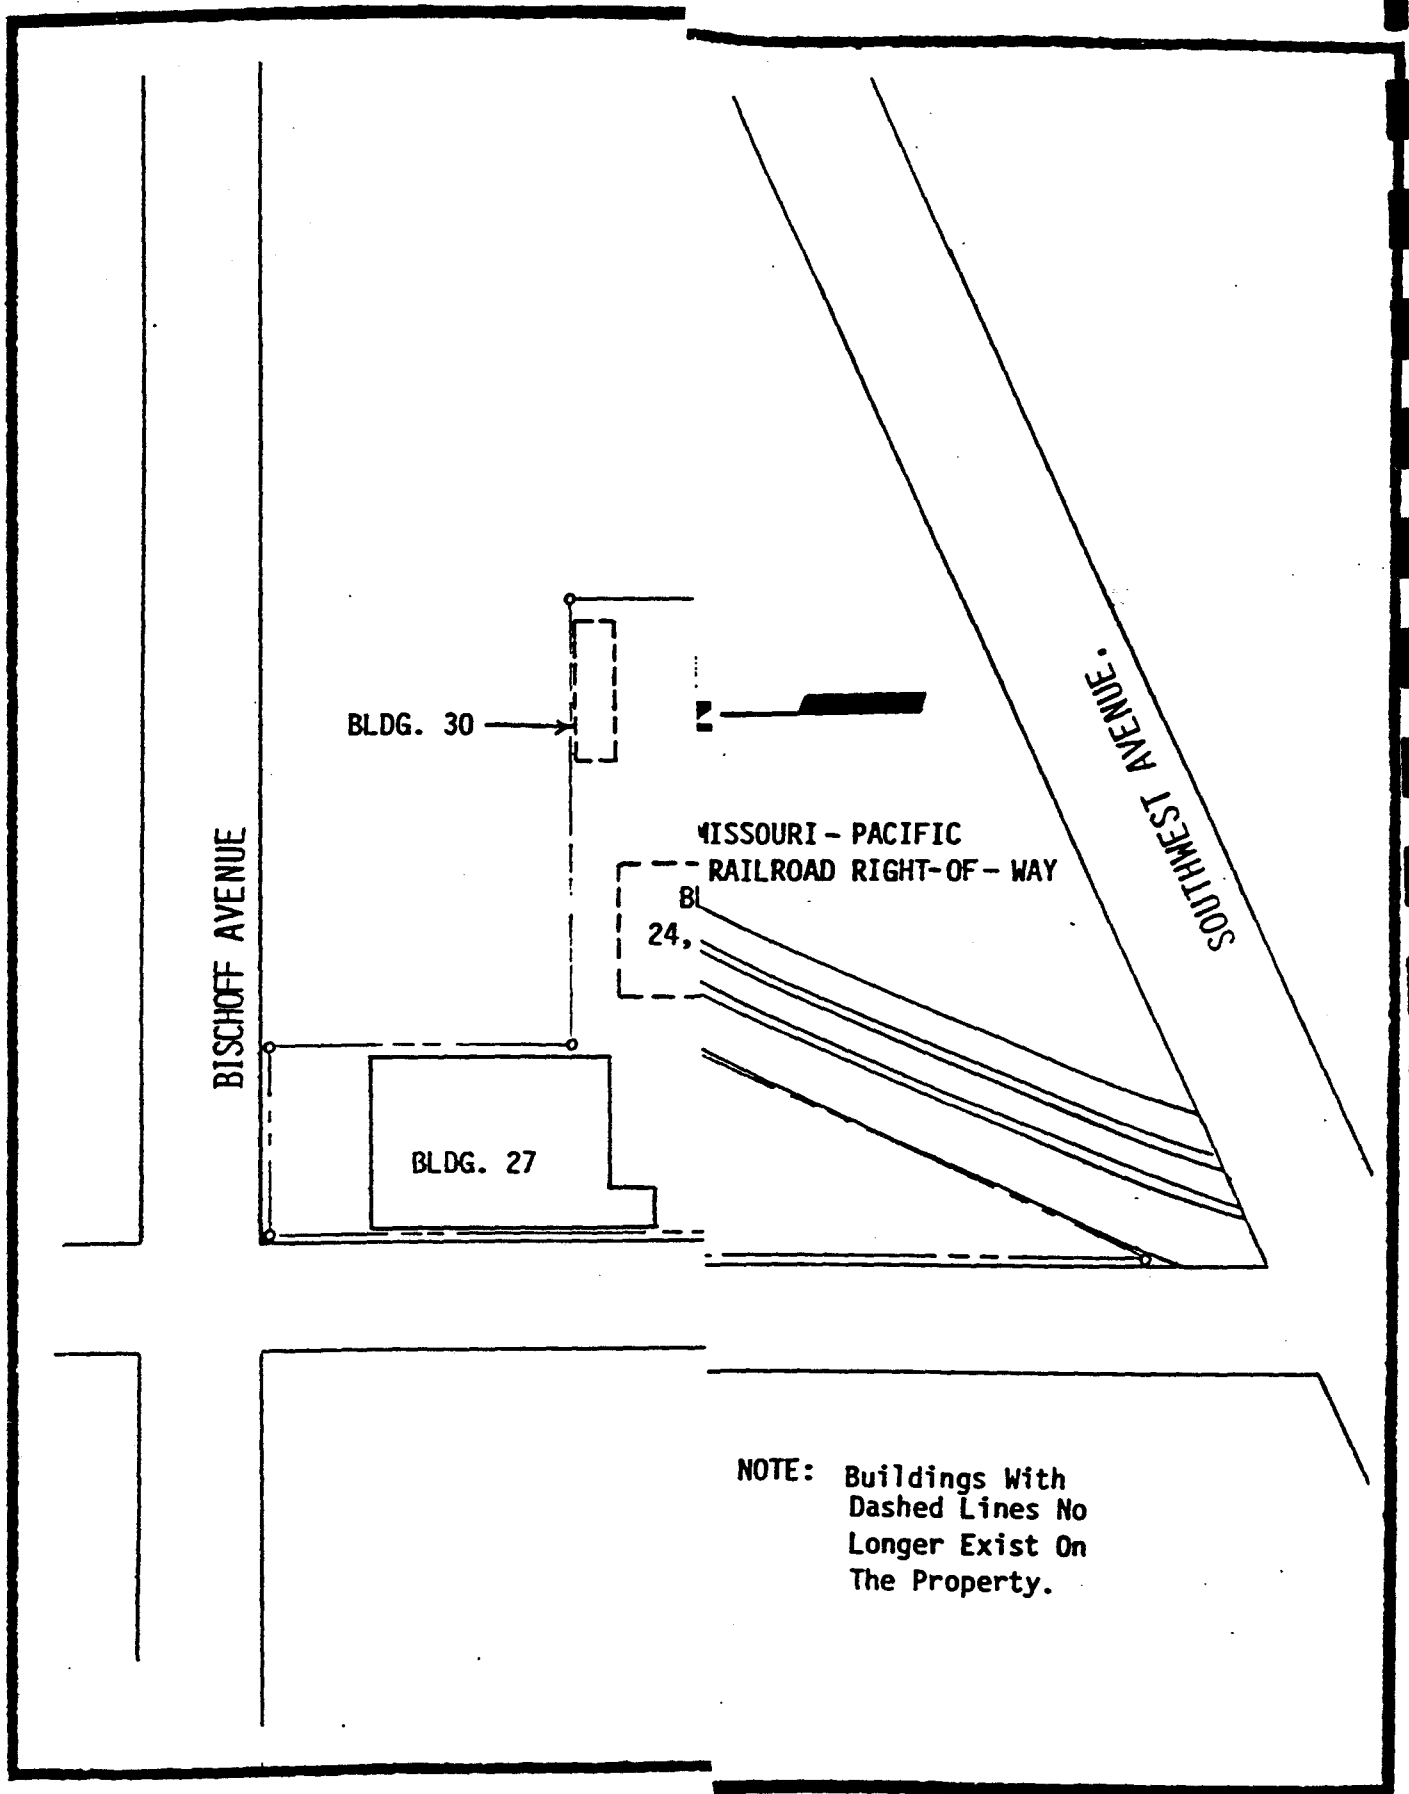 BLDG. 30
MISSOURI - PACIFIC
RAILROAD RIGHT-OF-WAY
24,
BISCHOFF AVENUE
SOUTHWEST AVENUE.
BLDG. 27
NOTE: Buildings With
Dashed Lines No
Longer Exist On
The Property.